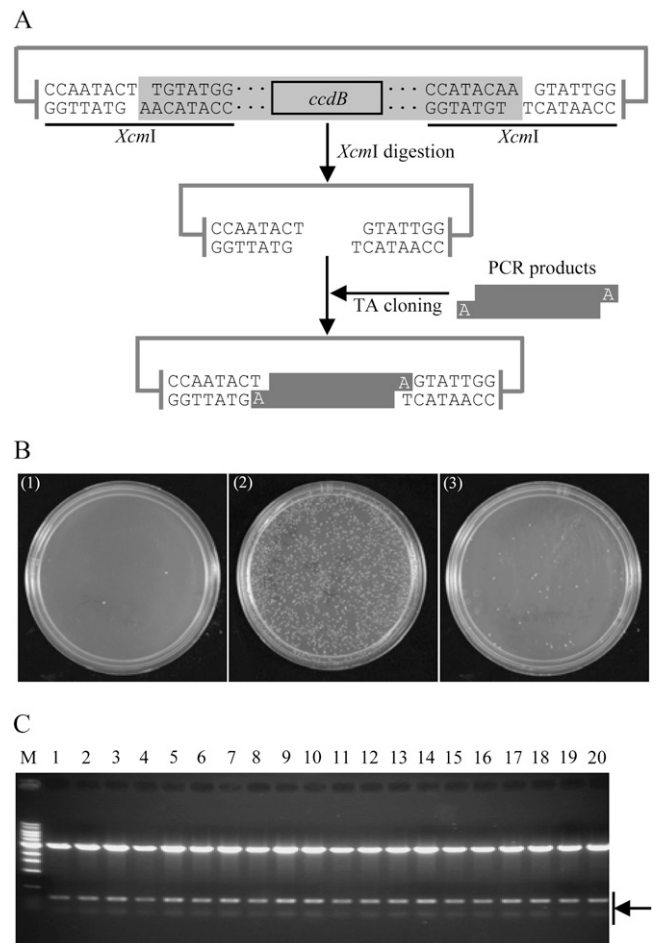 A
CCAATACT TGTATGG··· ccdB ···CCATACAA GTATTGG
GGTTATG AACATACC··· ···GGTATGT TCATAACC
XcmI XcmI
XcmI digestion
CCAATACT GTATTGG
GGTTATG TCATAACC
PCR products
A
A
TA cloning
CCAATACT AGTATTGG
GGTTATGA TCATAACC
B
(1) (2) (3)
C
M 1 2 3 4 5 6 7 8 9 10 11 12 13 14 15 16 17 18 19 20